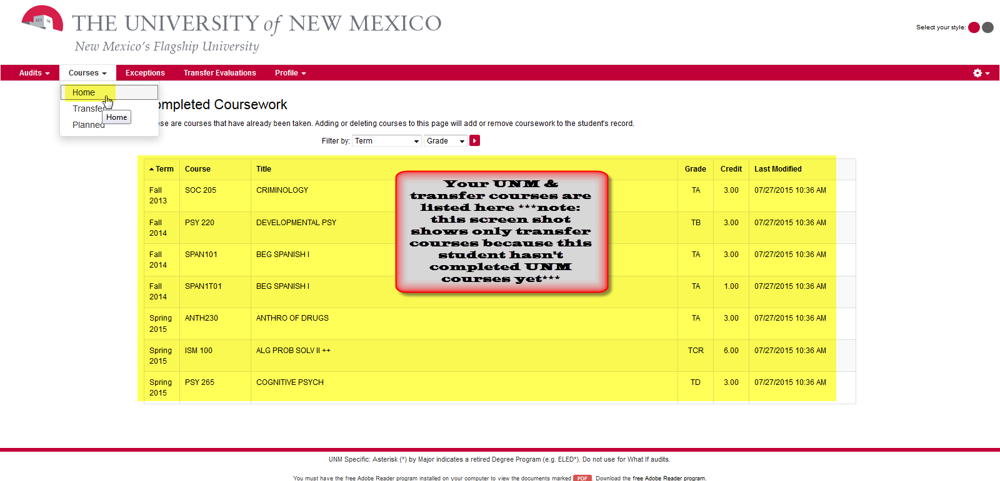 THE UNIVERSITY of NEW MEXICO
New Mexico's Flagship University
Select your style:
Audits Courses Exceptions Transfer Evaluations Profile
Home
Transfer
Home
Planned
ompleted Coursework
ese are courses that have already been taken. Adding or deleting courses to this page will add or remove coursework to the student's record.
Filter by: Term Grade
Term Course Title Grade Credit Last Modified
Fall 2013 SOC 205 CRIMINOLOGY TA 3.00 07/27/2015 10:36 AM
Fall 2014 PSY 220 DEVELOPMENTAL PSY TB 3.00 07/27/2015 10:36 AM
Fall 2014 SPAN101 BEG SPANISH I TA 3.00 07/27/2015 10:36 AM
Fall 2014 SPAN1T01 BEG SPANISH I TA 1.00 07/27/2015 10:36 AM
Spring 2015 ANTH230 ANTHRO OF DRUGS TA 3.00 07/27/2015 10:36 AM
Spring 2015 ISM 100 ALG PROB SOLV II ++ TCR 6.00 07/27/2015 10:36 AM
Spring 2015 PSY 265 COGNITIVE PSYCH TD 3.00 07/27/2015 10:36 AM
Your UNM &
transfer courses are
listed here ***note:
this screen shot
shows only transfer
courses because this
student hasn't
completed UNM
courses yet***
UNM Specific: Asterisk (*) by Major indicates a retired Degree Program (e.g. ELED*). Do not use for What If audits.
You must have the free Adobe Reader program installed on your computer to view the documents marked PDF. Download the free Adobe Reader program.